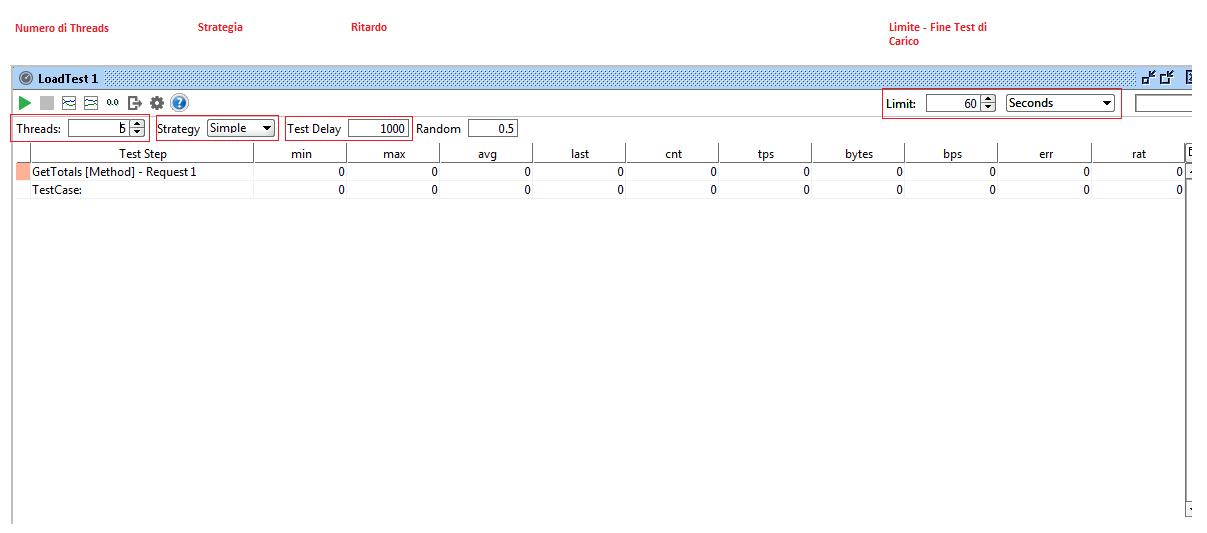 Numero di Threads Strategia Ritardo Limite - Fine Test di
Carico
LoadTest 1
0.0 ? Limit: 60 Seconds
Threads: 5 Strategy Simple Test Delay 1000 Random 0.5
Test Step min max avg last cnt tps bytes bps err rat
GetTotals [Method] - Request 1 0 0 0 0 0 0 0 0 0 0
TestCase: 0 0 0 0 0 0 0 0 0 0